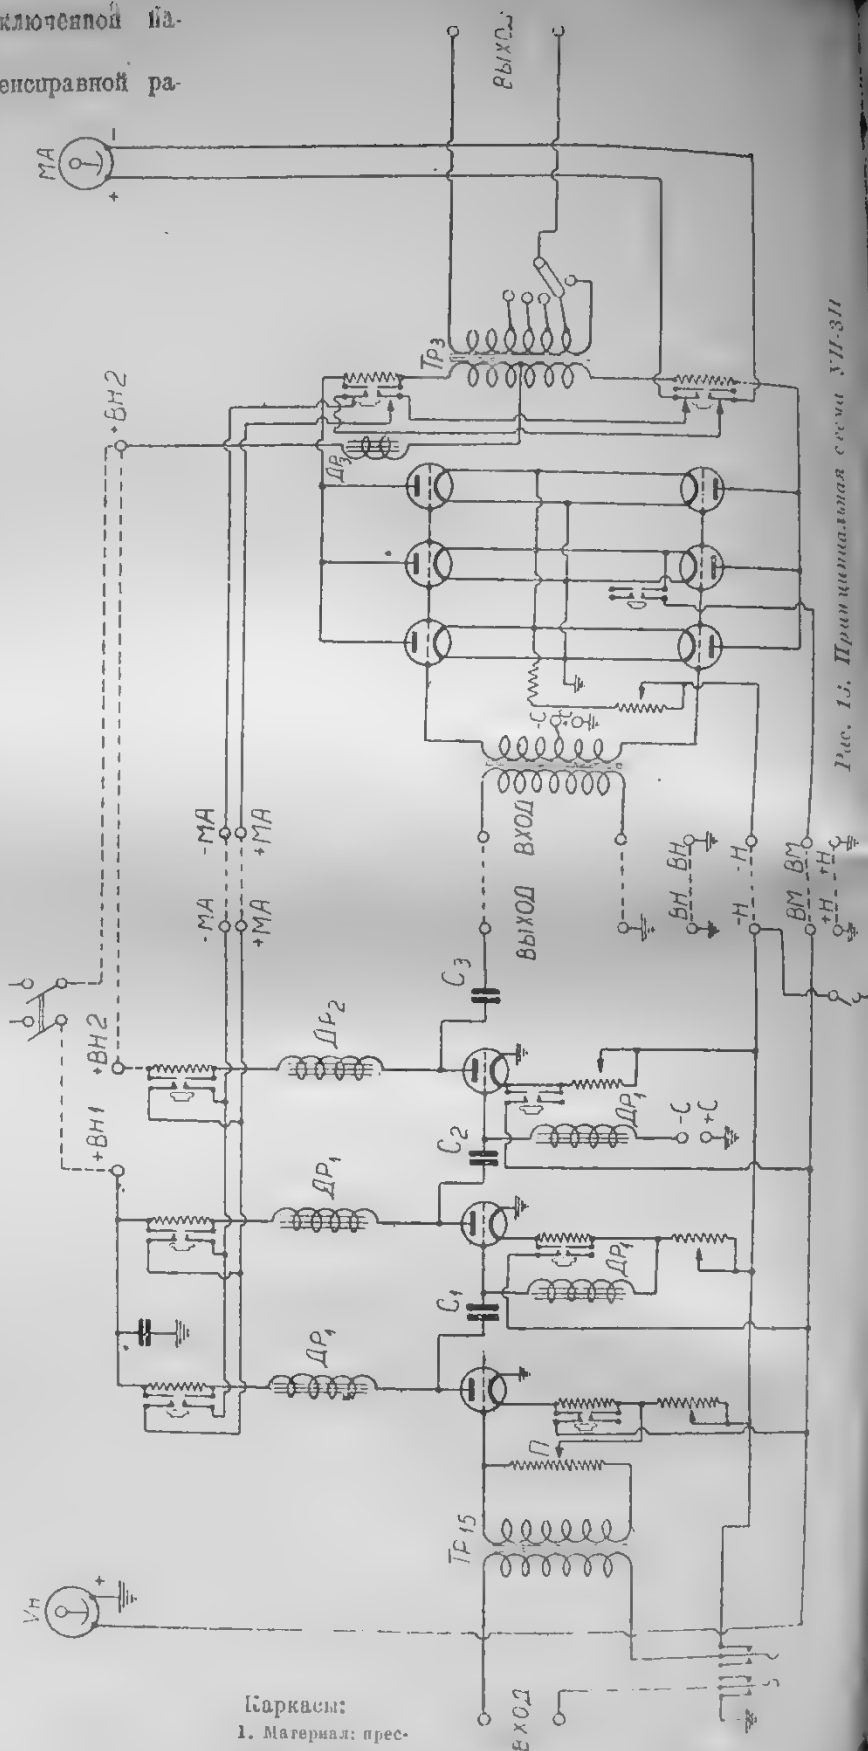 ключенной на-
енсправной ра-
МА
-
+
ВЫХОД
ТР3
+ВН2
ДР3
-С
+С
-МА
+МА
-МА
+МА
ВЫХОД ВХОД
ВН ВН
-Н -Н
ВМ ВМ
+Н +Н
+ВН1
+ВН2
ДР2
ДР1
ДР1
С3
С2
С1
ДР1
ДР1
-С
+С
П
ТР15
Vн
+
ВХОД
Рис. 15. Принципиальная схема УП-3П
Каркасы:
1. Материал: прес-